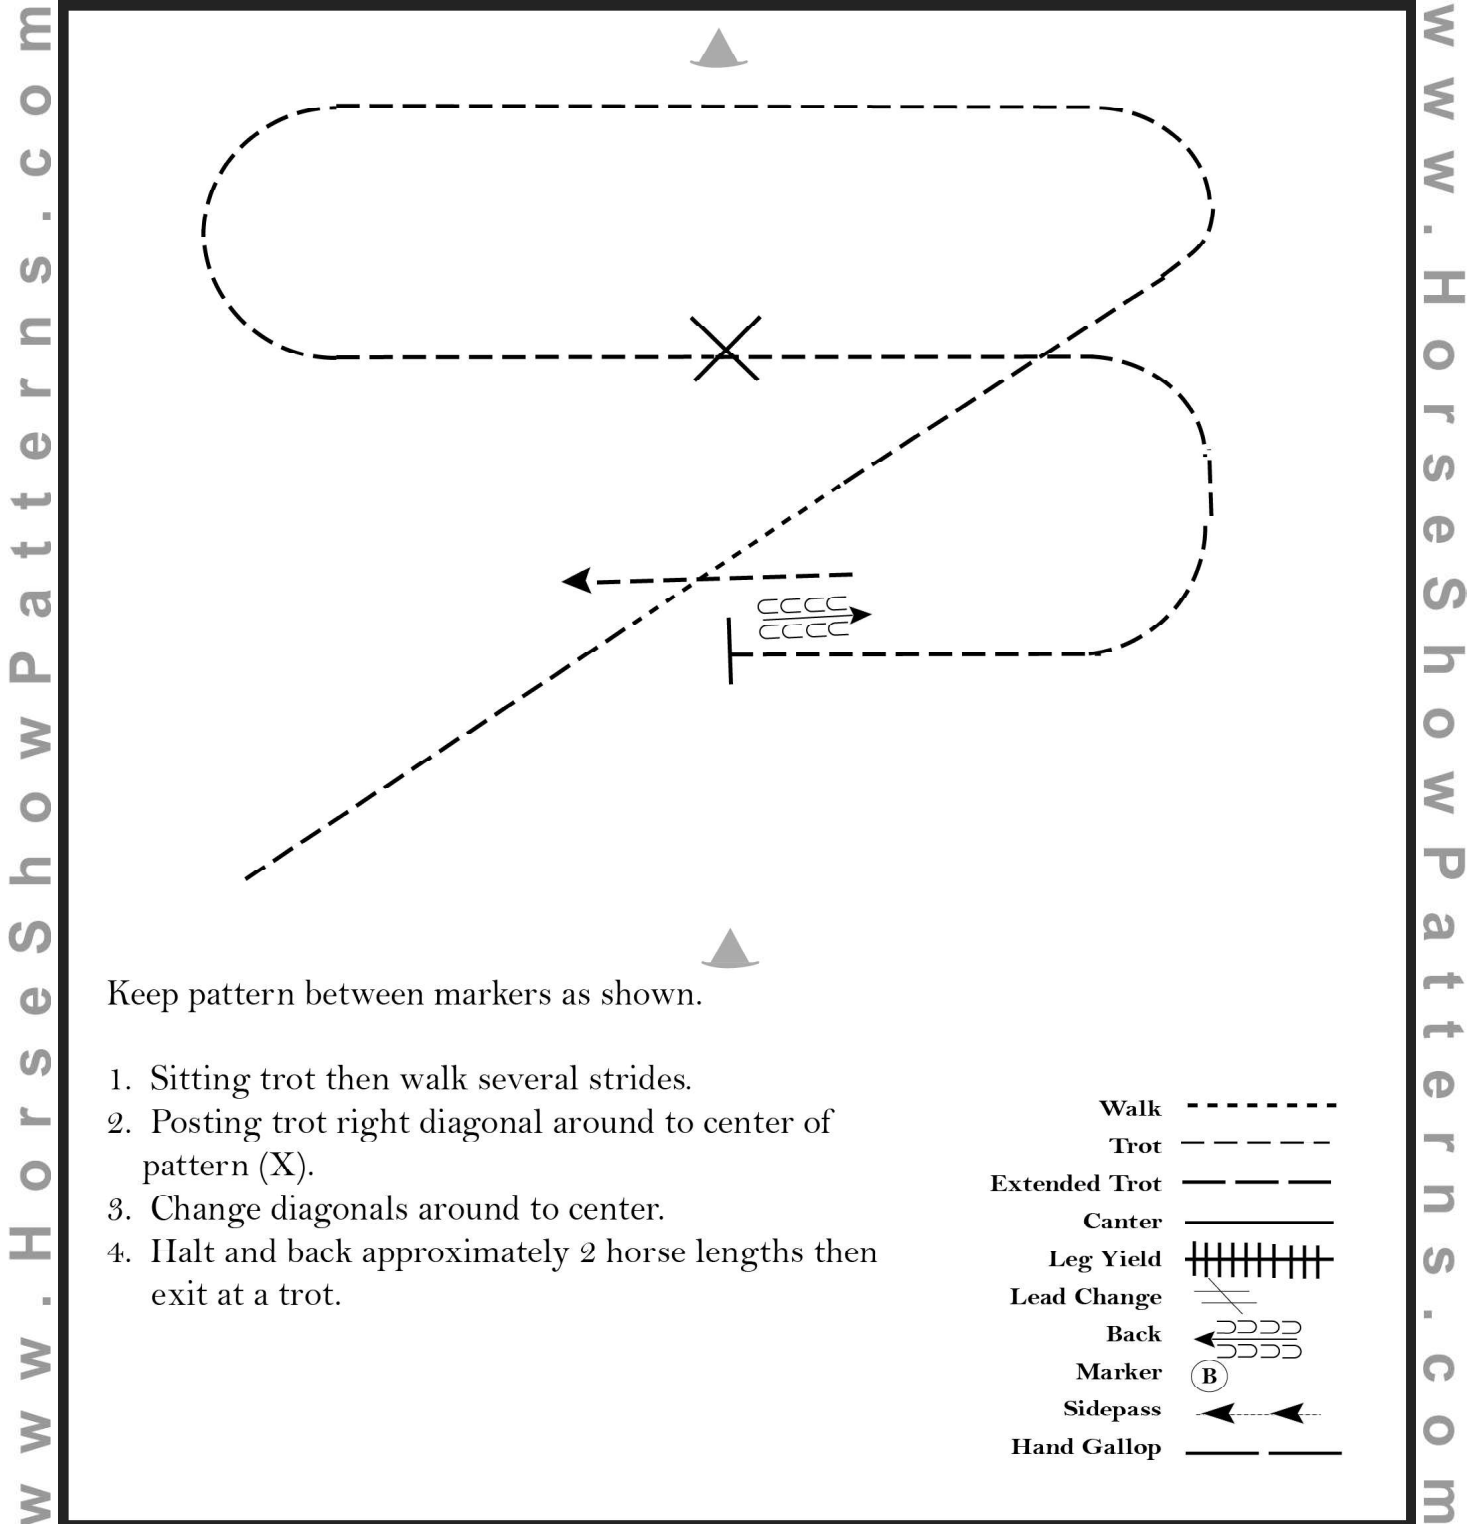 www.HorseShowPatterns.com
www.HorseShowPatterns.com
Keep pattern between markers as shown.
1. Sitting trot then walk several strides.
2. Posting trot right diagonal around to center of
pattern (X).
3. Change diagonals around to center.
4. Halt and back approximately 2 horse lengths then
exit at a trot.
Walk
Trot
Extended Trot
Canter
Leg Yield
Lead Change
Back
Marker B
Sidepass
Hand Gallop